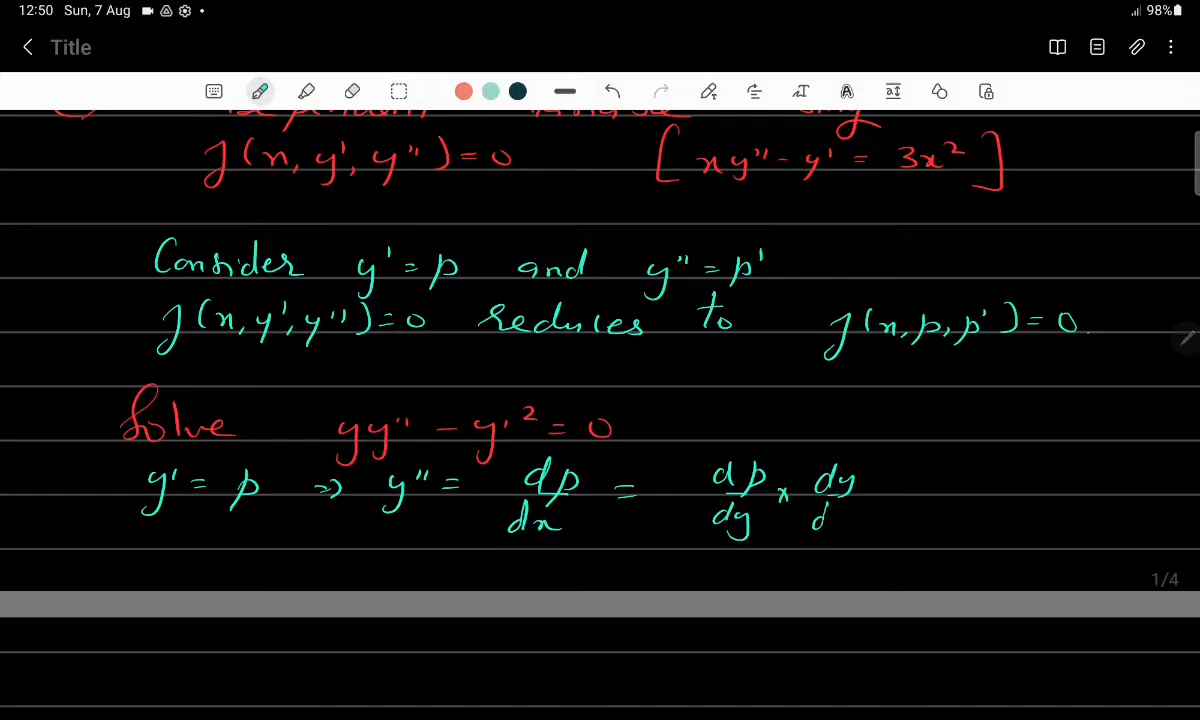 12:50 Sun, 7 Aug 98%
Title
f(x, y', y'') = 0 [xy'' - y' = 3x²]
Consider y' = p and y'' = p'
f(x, y', y'') = 0 reduces to f(x, p, p') = 0.
Solve yy'' - y'² = 0
y' = p ⇒ y'' = dp/dx = dp/dy × dy/d
1/4